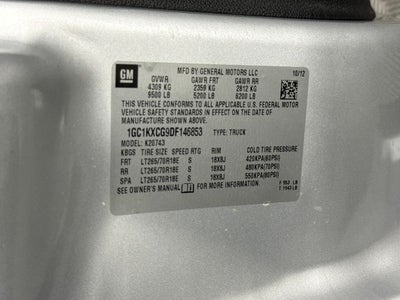 GM
MFD BY GENERAL MOTORS LLC 10/12
GVWR GAWR FRT GAWR RR
4309 KG 2359 KG 2812 KG
9500 LB 5200 LB 6200 LB
THIS VEHICLE CONFORMS TO ALL APPLICABLE U.S. FEDERAL MOTOR
VEHICLE SAFETY STANDARDS IN EFFECT ON THE DATE OF
MANUFACTURE SHOWN ABOVE.
1GC1KXCG9DF146853 TYPE: TRUCK
MODEL: K20743
KBGS TIRE SIZE SPEED RTG RIM COLD TIRE PRESSURE
FRT LT265/70R18E S 18X8J 420KPA(60PSI)
RR LT265/70R18E S 18X8J 480KPA(70PSI)
SPA LT265/70R18E S 18X8J 550KPA(80PSI)
SEE OWNER'S MANUAL FOR MORE INFORMATION.